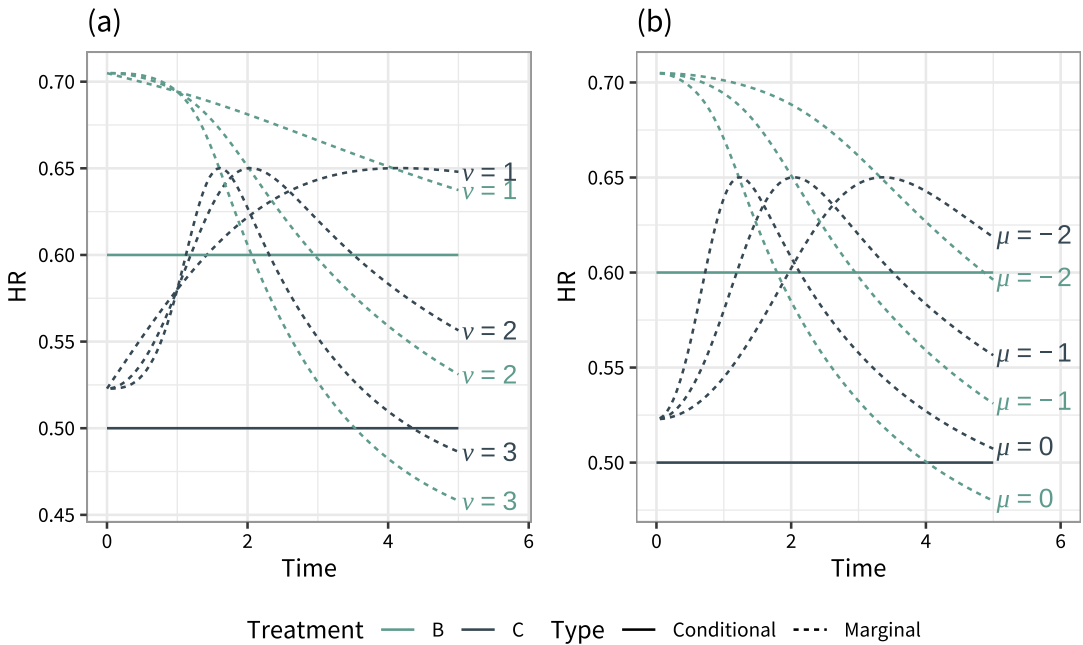 (a) (b)
0.70
0.65
0.60
0.55
0.50
0.45
HR
0 2 4 6
Time
ν = 1
ν = 1
ν = 2
ν = 2
ν = 3
ν = 3
0.70
0.65
0.60
0.55
0.50
HR
0 2 4 6
Time
μ = −2
μ = −2
μ = −1
μ = −1
μ = 0
μ = 0
Treatment B C Type Conditional Marginal